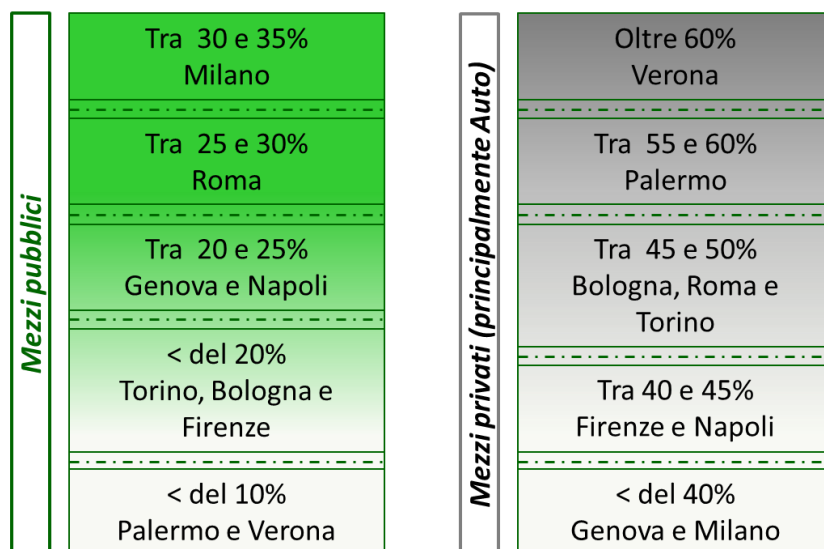 Mezzi pubblici
Tra 30 e 35%
Milano
Tra 25 e 30%
Roma
Tra 20 e 25%
Genova e Napoli
< del 20%
Torino, Bologna e
Firenze
< del 10%
Palermo e Verona
Mezzi privati (principalmente Auto)
Oltre 60%
Verona
Tra 55 e 60%
Palermo
Tra 45 e 50%
Bologna, Roma e
Torino
Tra 40 e 45%
Firenze e Napoli
< del 40%
Genova e Milano